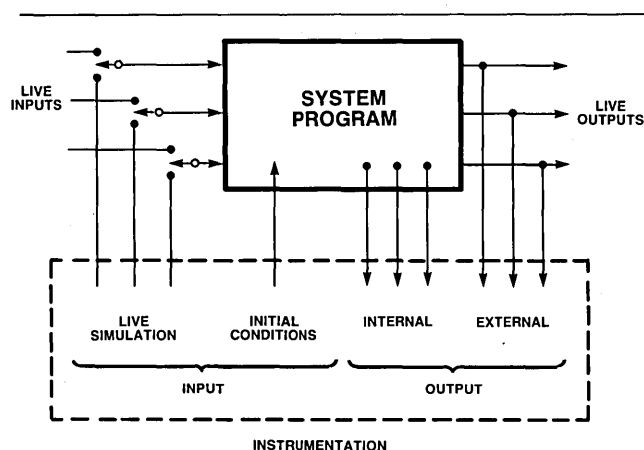 LIVE
INPUTS
SYSTEM
PROGRAM
LIVE
OUTPUTS
LIVE
SIMULATION
INITIAL
CONDITIONS
INTERNAL
EXTERNAL
INPUT
OUTPUT
INSTRUMENTATION